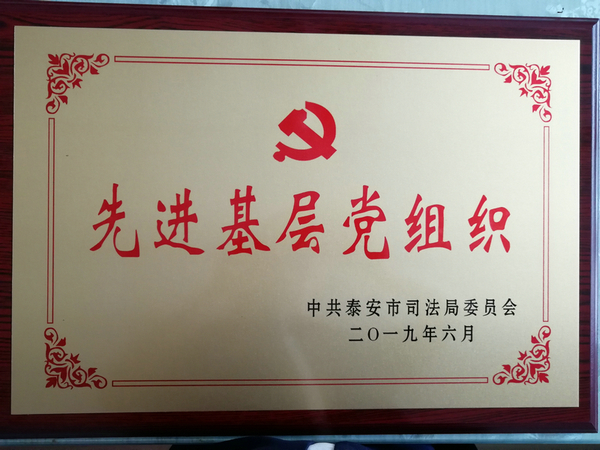 先进基层党组织
中共泰安市司法局委员会
二〇一九年六月